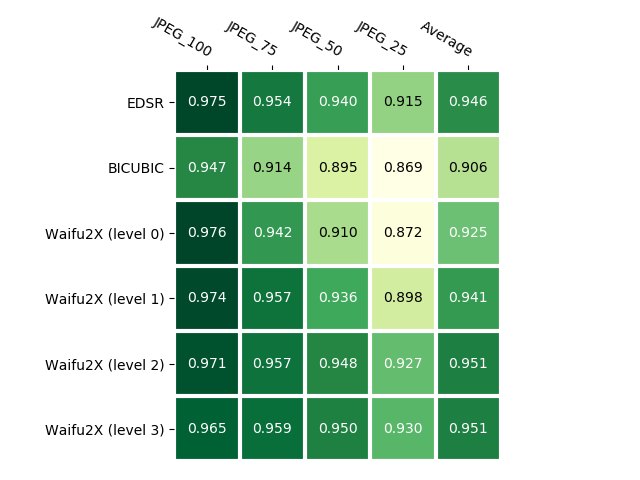 JPEG_100 JPEG_75 JPEG_50 JPEG_25 Average
EDSR 0.975 0.954 0.940 0.915 0.946
BICUBIC 0.947 0.914 0.895 0.869 0.906
Waifu2X (level 0) 0.976 0.942 0.910 0.872 0.925
Waifu2X (level 1) 0.974 0.957 0.936 0.898 0.941
Waifu2X (level 2) 0.971 0.957 0.948 0.927 0.951
Waifu2X (level 3) 0.965 0.959 0.950 0.930 0.951